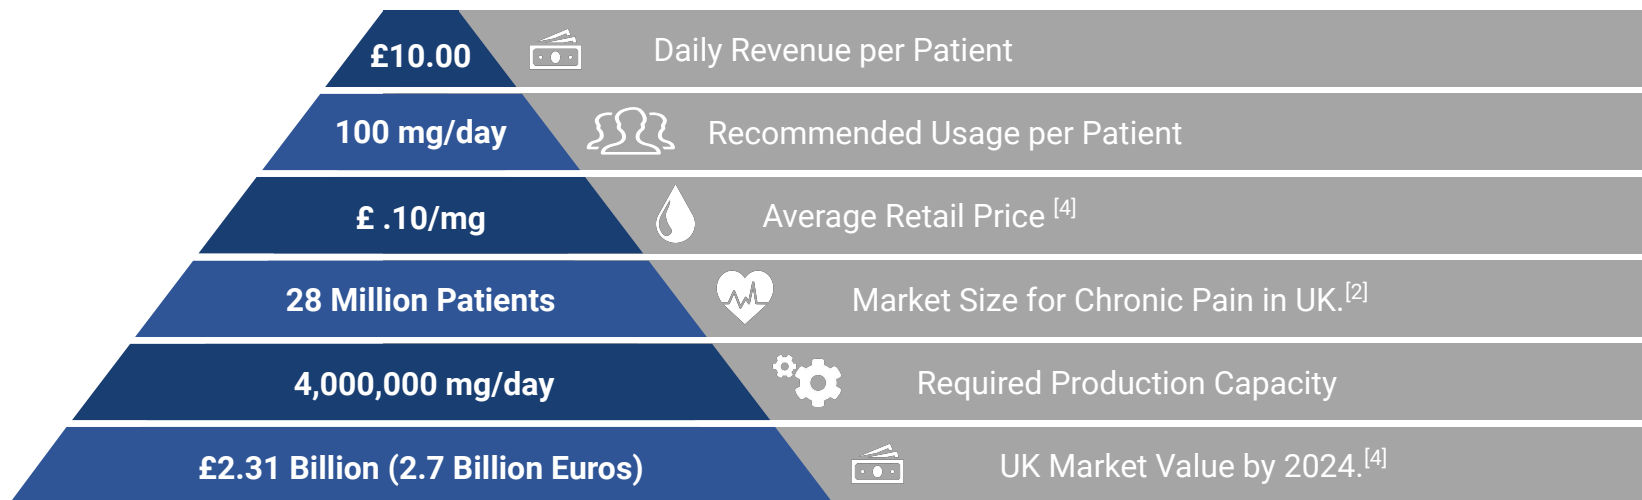 £10.00 Daily Revenue per Patient
100 mg/day Recommended Usage per Patient
£ .10/mg Average Retail Price [4]
28 Million Patients Market Size for Chronic Pain in UK.[2]
4,000,000 mg/day Required Production Capacity
£2.31 Billion (2.7 Billion Euros) UK Market Value by 2024.[4]